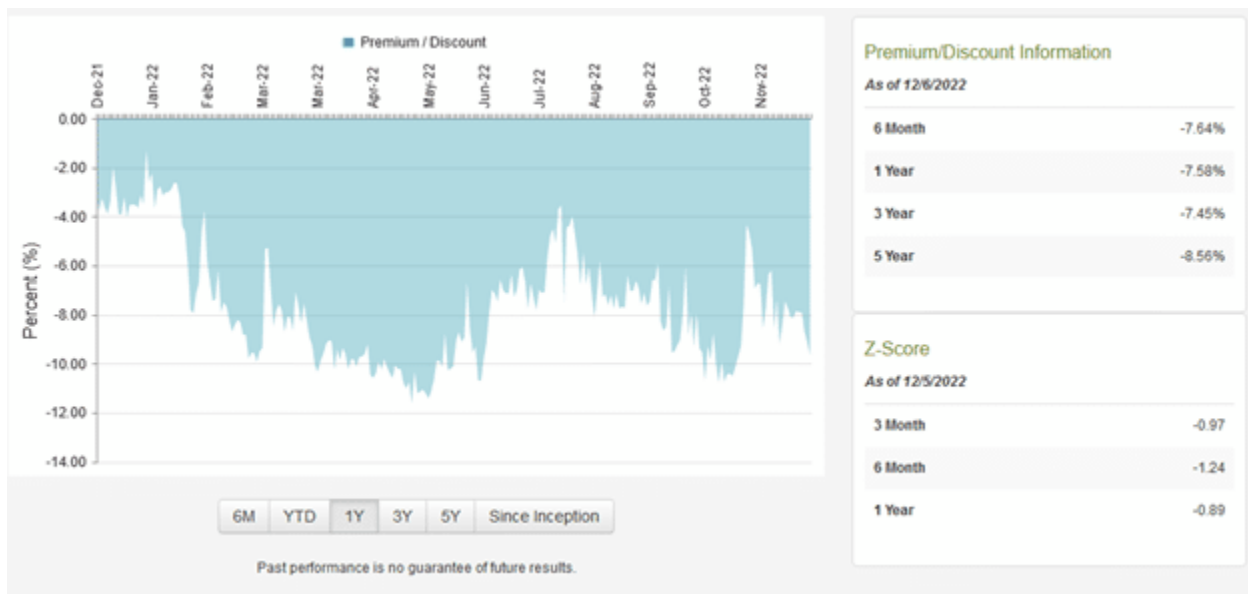 Premium / Discount
Dec-21 Jan-22 Feb-22 Mar-22 Mar-22 Apr-22 May-22 Jun-22 Jul-22 Aug-22 Sep-22 Oct-22 Nov-22
0.00
-2.00
-4.00
-6.00
-8.00
-10.00
-12.00
-14.00
Percent (%)
6M YTD 1Y 3Y 5Y Since Inception
Past performance is no guarantee of future results.
Premium/Discount Information
As of 12/6/2022
6 Month -7.64%
1 Year -7.58%
3 Year -7.45%
5 Year -8.56%
Z-Score
As of 12/5/2022
3 Month -0.97
6 Month -1.24
1 Year -0.89